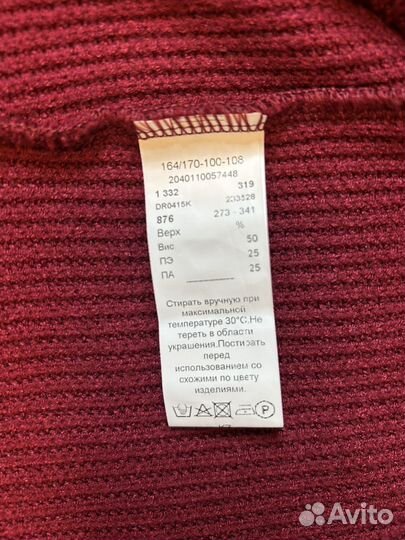 164/170-100-108
2040110057448
1 332 319
DR0415K 233528
876 273 - 341
Верх %
Вис 50
ПЭ 25
ПА 25
Стирать вручную при
максимальной
температуре 30°С.Не
тереть в области
украшения.Постирать
перед
использованием со
схожими по цвету
изделиями.
P
Avito